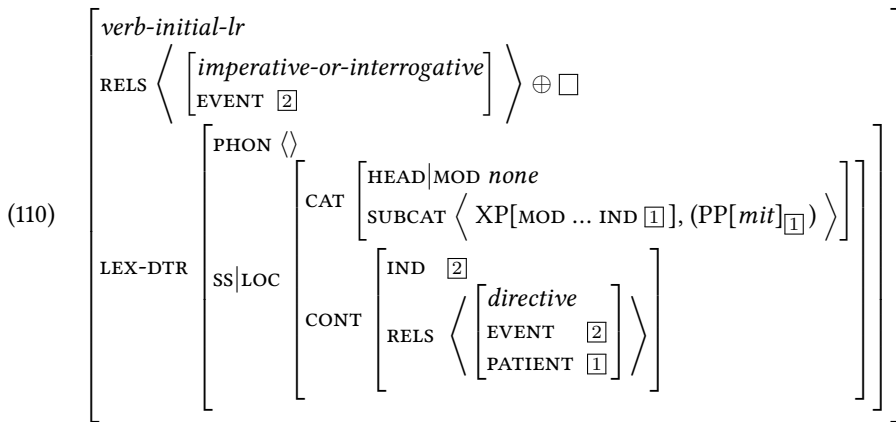 verb-initial-lr
RELS ⟨ [imperative-or-interrogative
EVENT 2] ⟩ ⊕ □
PHON ⟨⟩
HEAD|MOD none
CAT
SUBCAT ⟨ XP[MOD ... IND 1], (PP[mit]1) ⟩
(110)
LEX-DTR SS|LOC
IND 2
directive
CONT RELS ⟨ EVENT 2 ⟩
PATIENT 1